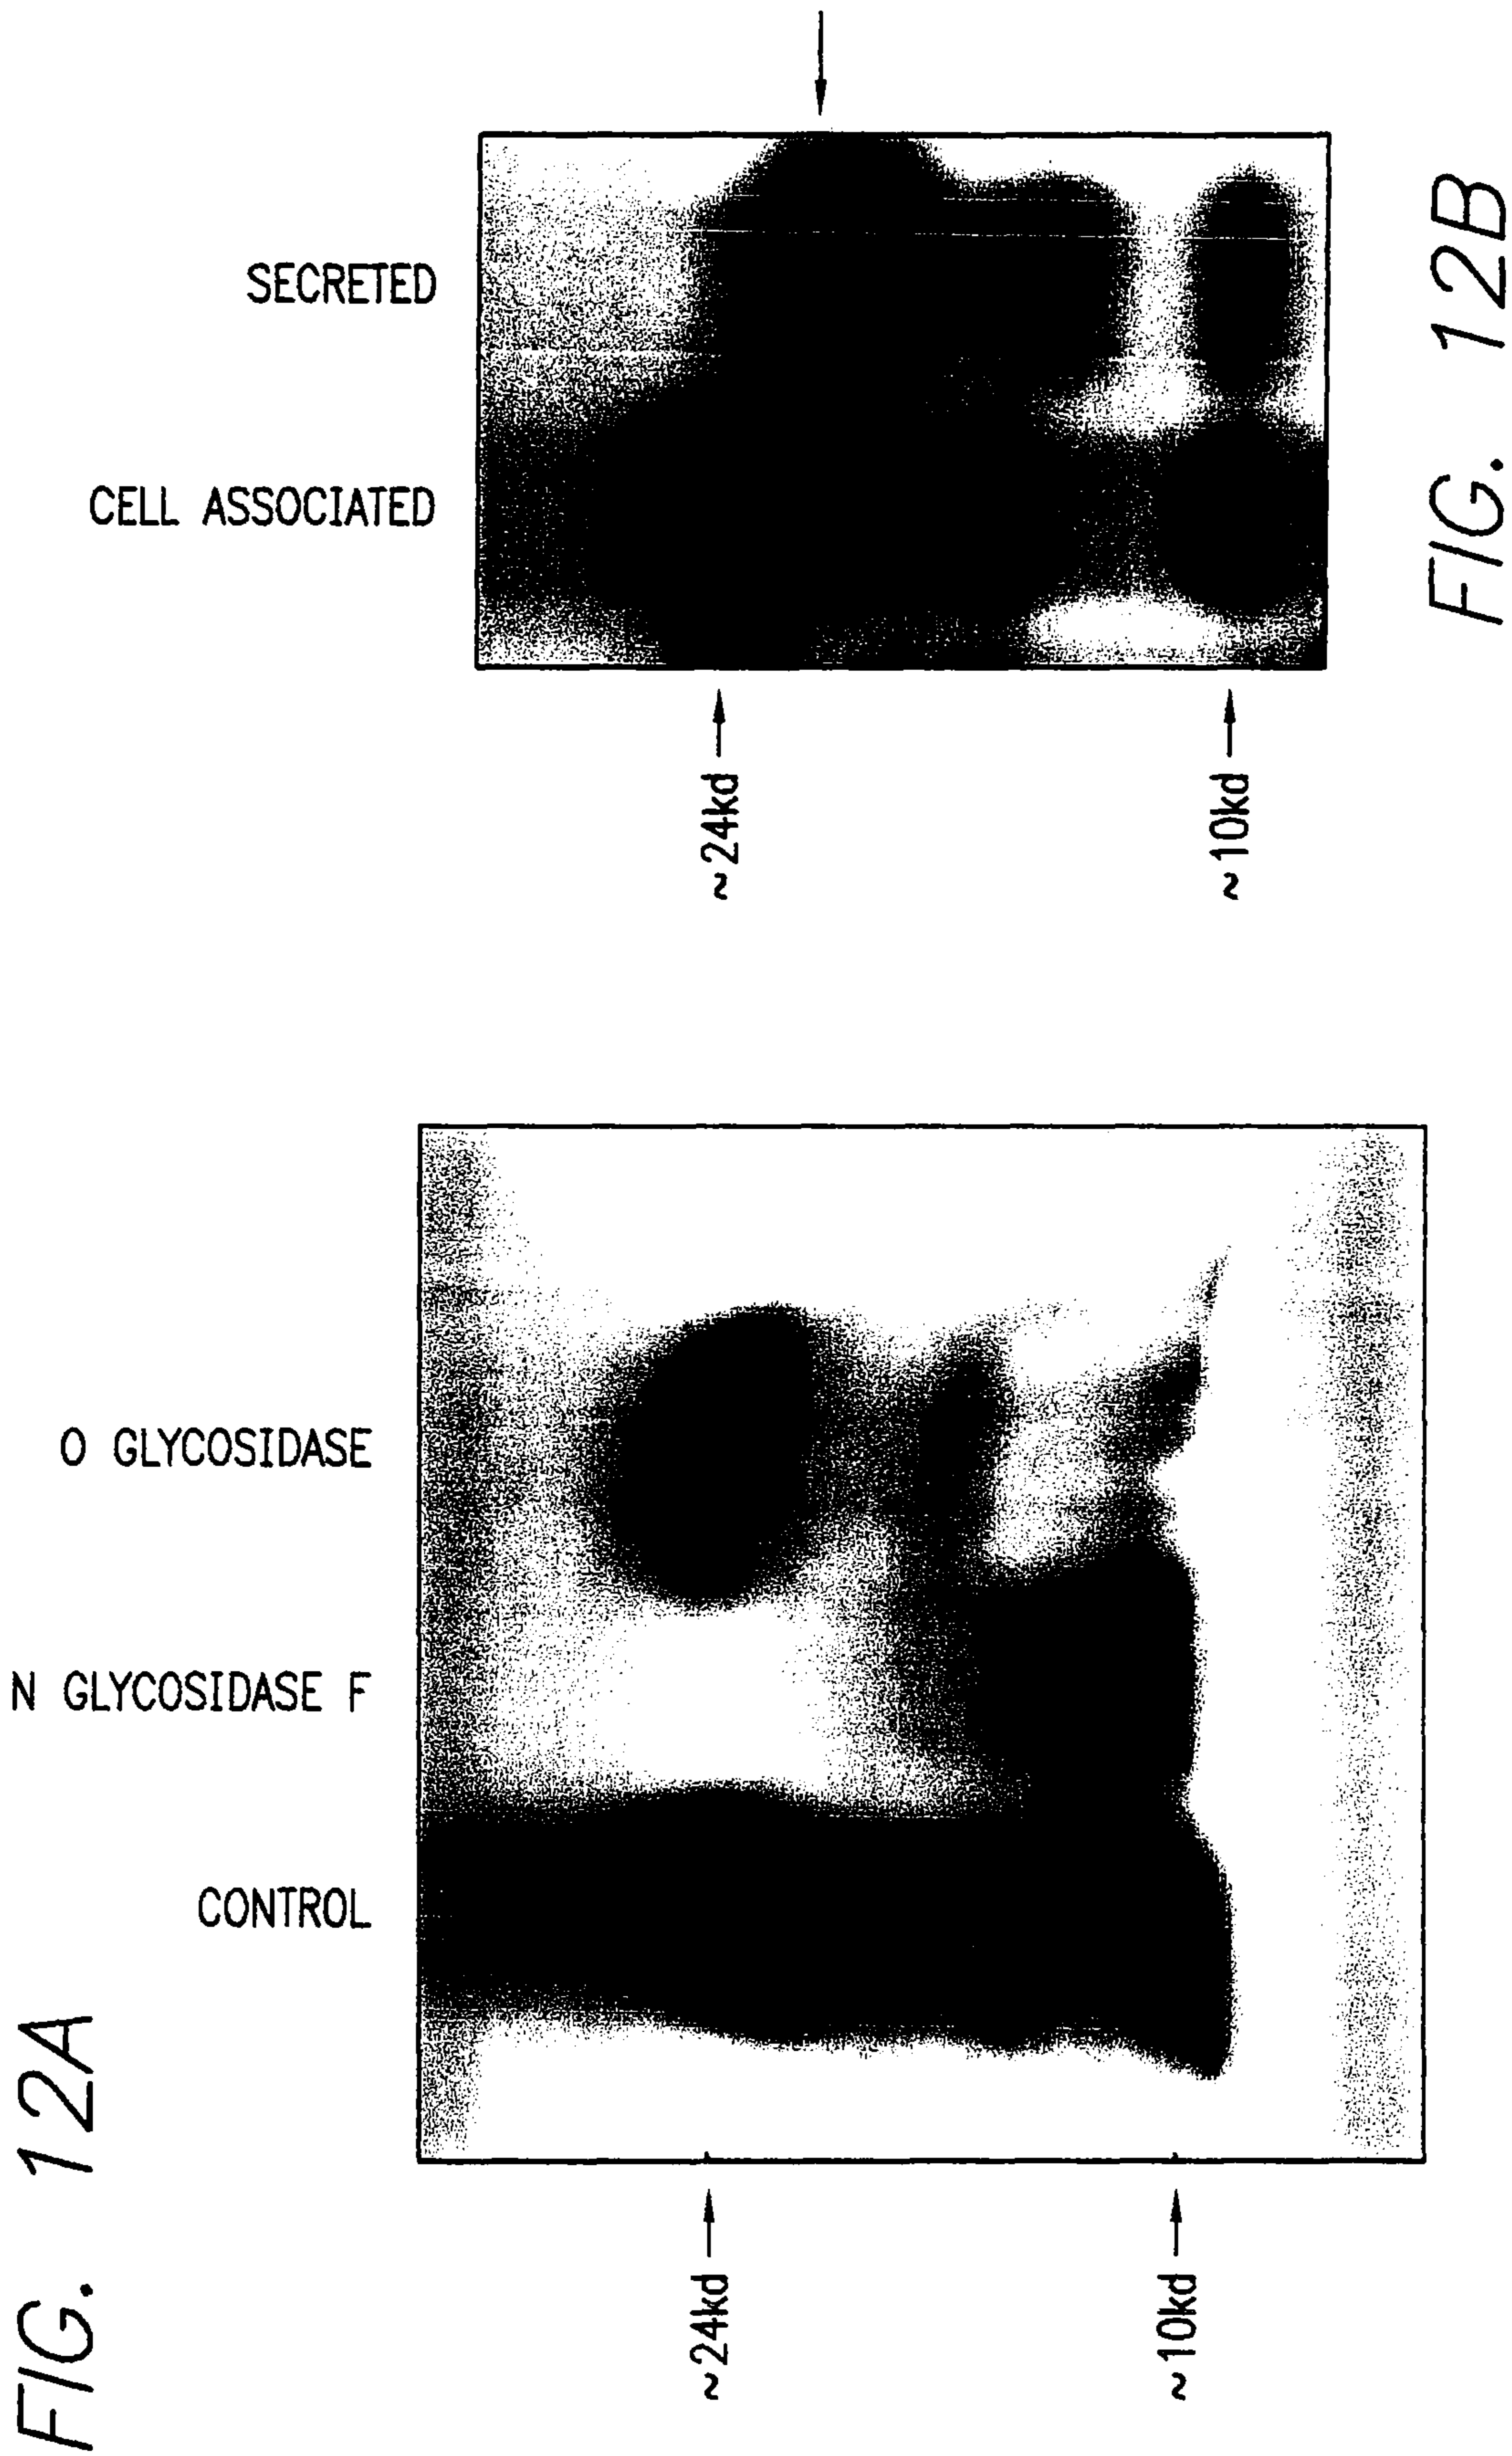 FIG. 12A
CONTROL
N GLYCOSIDASE F
O GLYCOSIDASE
~24kd
~10kd
CELL ASSOCIATED
SECRETED
~24kd
~10kd
FIG. 12B